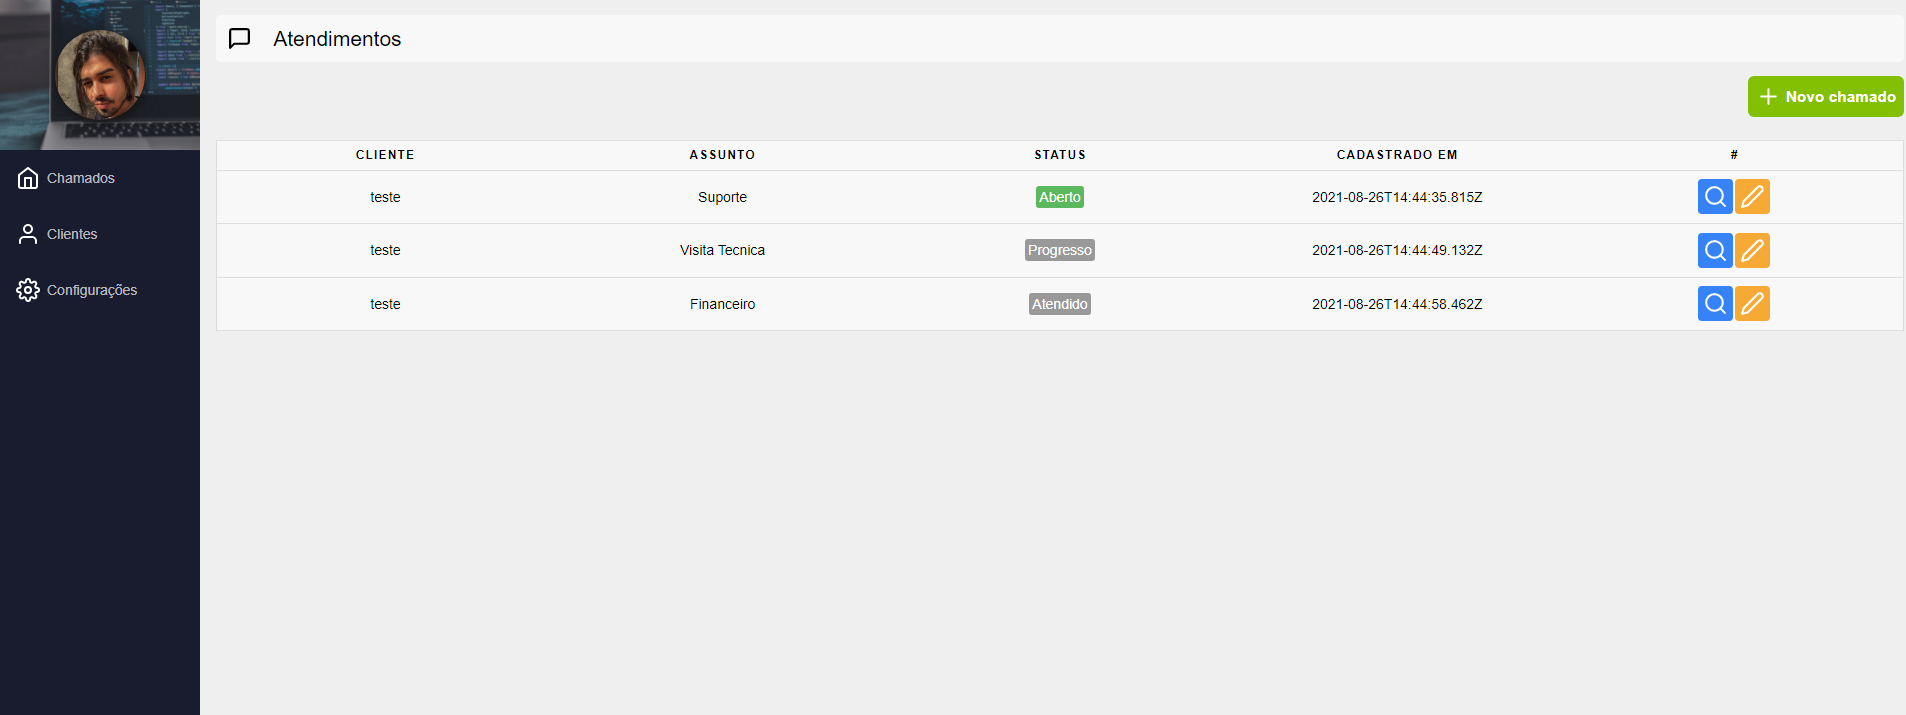 Atendimentos
Novo chamado
Chamados
Clientes
Configurações
CLIENTE ASSUNTO STATUS CADASTRADO EM #
teste Suporte Aberto 2021-08-26T14:44:35.815Z
teste Visita Tecnica Progresso 2021-08-26T14:44:49.132Z
teste Financeiro Atendido 2021-08-26T14:44:58.462Z